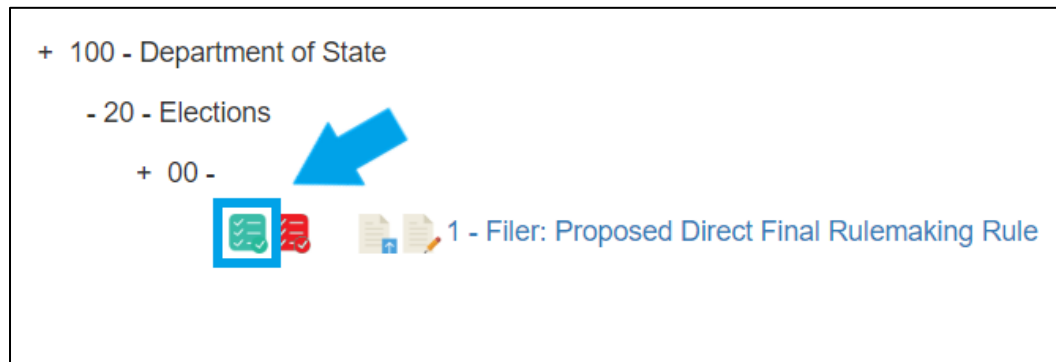 + 100 - Department of State
- 20 - Elections
+ 00 -
1 - Filer: Proposed Direct Final Rulemaking Rule